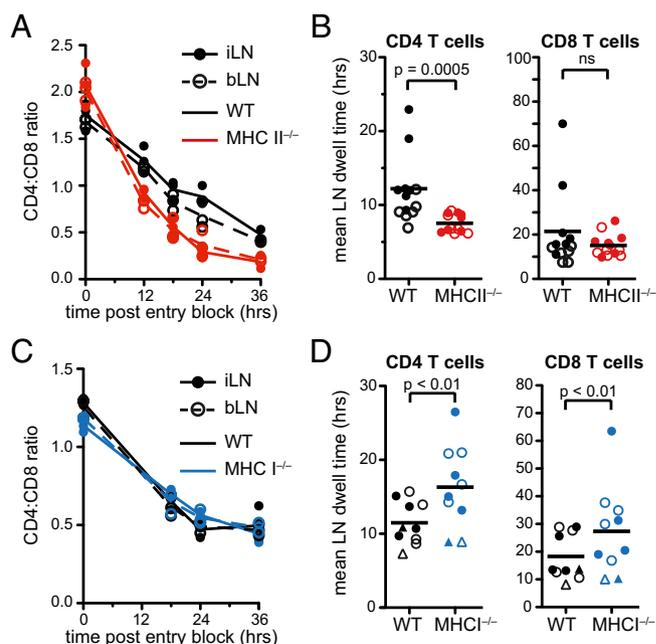 A
CD4:CD8 ratio
2.5
2.0
1.5
1.0
0.5
0.0
0 12 24 36
time post entry block (hrs)
iLN
bLN
WT
MHC II–/–
B
mean LN dwell time (hrs)
CD4 T cells
p = 0.0005
30
20
10
0
WT MHCII–/–
CD8 T cells
ns
100
80
60
40
20
0
WT MHCII–/–
C
CD4:CD8 ratio
1.5
1.0
0.5
0.0
0 12 24 36
time post entry block (hrs)
iLN
bLN
WT
MHC I–/–
D
mean LN dwell time (hrs)
CD4 T cells
p < 0.01
30
20
10
0
WT MHCI–/–
CD8 T cells
p < 0.01
80
70
60
50
40
30
20
10
0
WT MHCI–/–